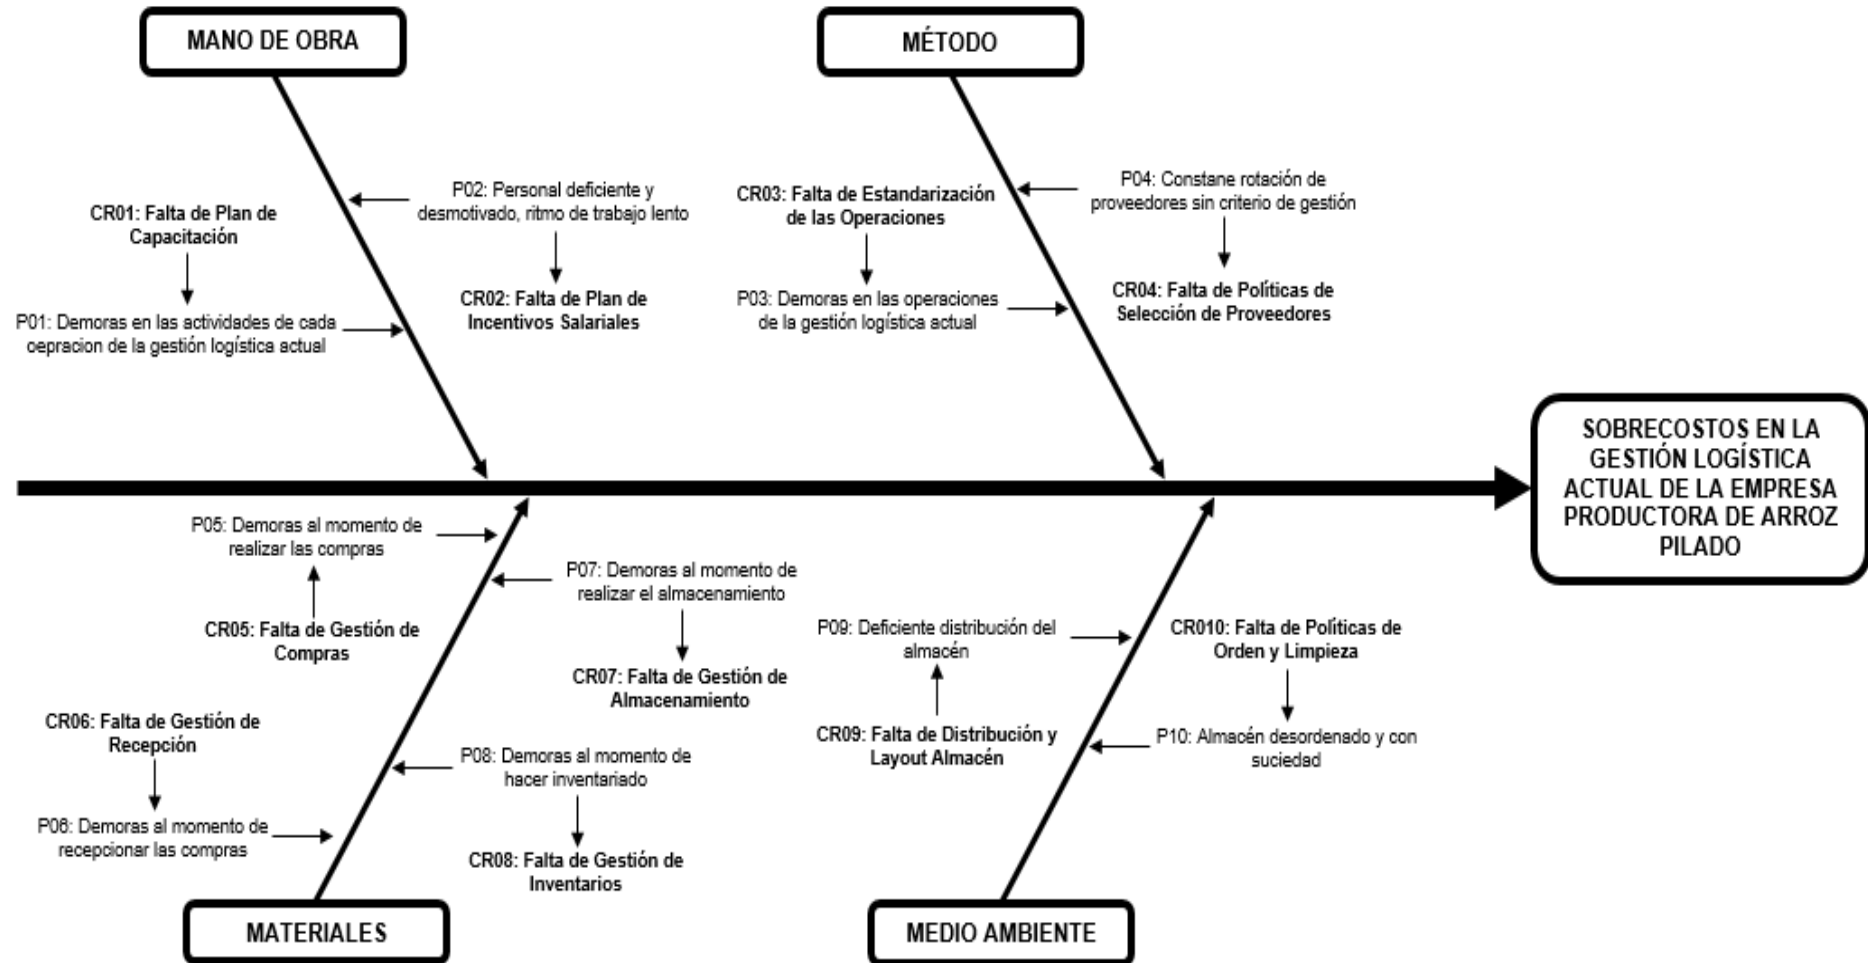 MANO DE OBRA
MÉTODO
CR01: Falta de Plan de
Capacitación
P01: Demoras en las actividades de cada
oepracion de la gestión logística actual
P02: Personal deficiente y
desmotivado, ritmo de trabajo lento
CR02: Falta de Plan de
Incentivos Salariales
CR03: Falta de Estandarización
de las Operaciones
P03: Demoras en las operaciones
de la gestión logística actual
P04: Constane rotación de
proveedores sin criterio de gestión
CR04: Falta de Políticas de
Selección de Proveedores
SOBRECOSTOS EN LA
GESTIÓN LOGÍSTICA
ACTUAL DE LA EMPRESA
PRODUCTORA DE ARROZ
PILADO
P05: Demoras al momento de
realizar las compras
CR05: Falta de Gestión de
Compras
CR06: Falta de Gestión de
Recepción
P06: Demoras al momento de
recepcionar las compras
P07: Demoras al momento de
realizar el almacenamiento
CR07: Falta de Gestión de
Almacenamiento
P08: Demoras al momento de
hacer inventariado
CR08: Falta de Gestión de
Inventarios
P09: Deficiente distribución del
almacén
CR09: Falta de Distribución y
Layout Almacén
CR010: Falta de Políticas de
Orden y Limpieza
P10: Almacén desordenado y con
suciedad
MATERIALES
MEDIO AMBIENTE